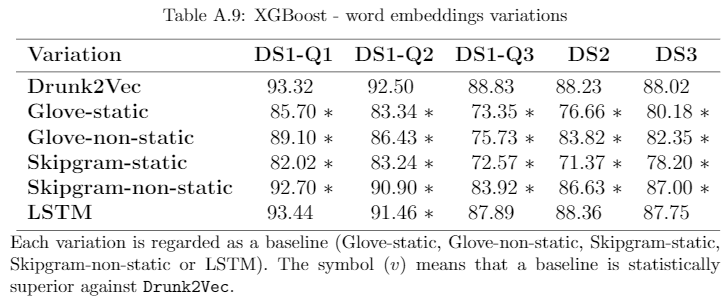 Table A.9: XGBoost - word embeddings variations
Variation DS1-Q1 DS1-Q2 DS1-Q3 DS2 DS3
Drunk2Vec 93.32 92.50 88.83 88.23 88.02
Glove-static 85.70 * 83.34 * 73.35 * 76.66 * 80.18 *
Glove-non-static 89.10 * 86.43 * 75.73 * 83.82 * 82.35 *
Skipgram-static 82.02 * 83.24 * 72.57 * 71.37 * 78.20 *
Skipgram-non-static 92.70 * 90.90 * 83.92 * 86.63 * 87.00 *
LSTM 93.44 91.46 * 87.89 88.36 87.75
Each variation is regarded as a baseline (Glove-static, Glove-non-static, Skipgram-static,
Skipgram-non-static or LSTM). The symbol (v) means that a baseline is statistically
superior against Drunk2Vec.